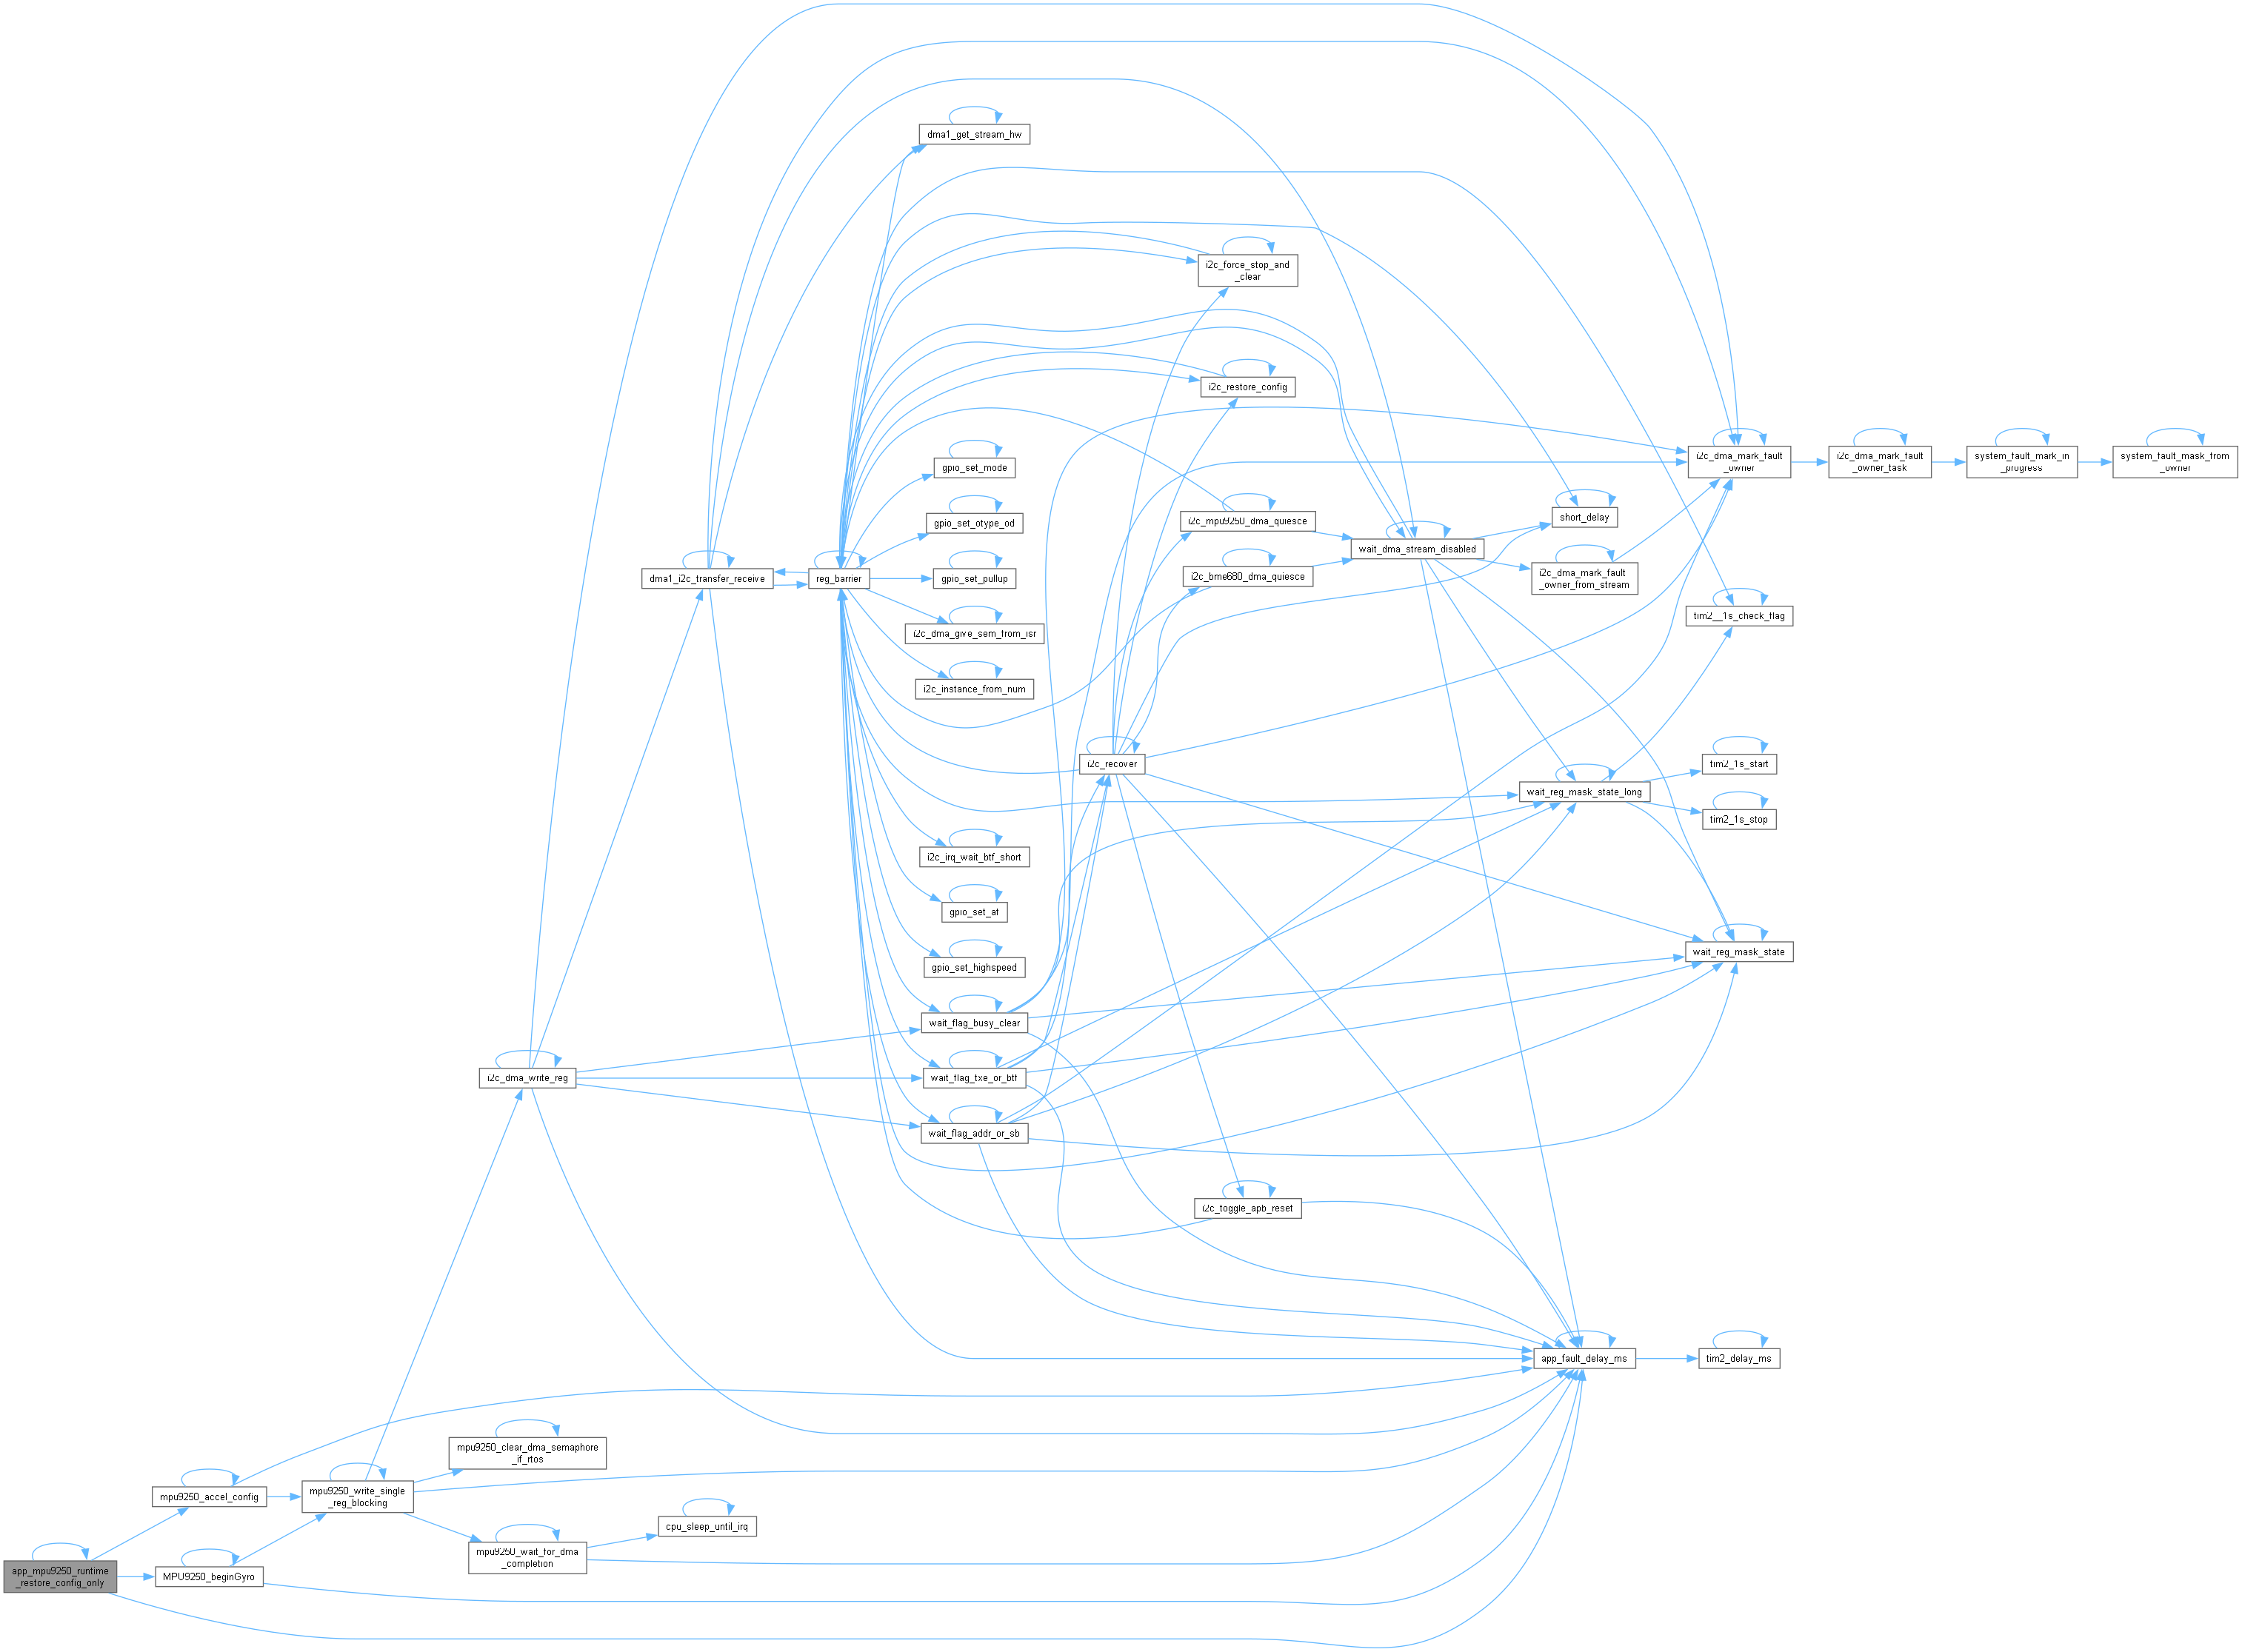 dma1_get_stream_hw
i2c_force_stop_and
_clear
i2c_restore_config
gpio_set_mode
i2c_dma_mark_fault
_owner
i2c_dma_mark_fault
_owner_task
system_fault_mark_in
_progress
system_fault_mask_from
_owner
gpio_set_otype_od
i2c_mpu9250_dma_quiesce
short_delay
wait_dma_stream_disabled
dma1_i2c_transfer_receive
reg_barrier
gpio_set_pullup
i2c_bme680_dma_quiesce
i2c_dma_mark_fault
_owner_from_stream
tim2__1s_check_flag
i2c_dma_give_sem_from_isr
i2c_instance_from_num
i2c_recover
tim2_1s_start
wait_reg_mask_state_long
tim2_1s_stop
i2c_irq_wait_btf_short
gpio_set_af
wait_reg_mask_state
gpio_set_highspeed
wait_flag_busy_clear
i2c_dma_write_reg
wait_flag_txe_or_btf
wait_flag_addr_or_sb
i2c_toggle_apb_reset
app_fault_delay_ms
tim2_delay_ms
mpu9250_clear_dma_semaphore
_if_rtos
mpu9250_accel_config
mpu9250_write_single
_reg_blocking
cpu_sleep_until_irq
mpu9250_wait_for_dma
_completion
app_mpu9250_runtime
_restore_config_only
MPU9250_beginGyro